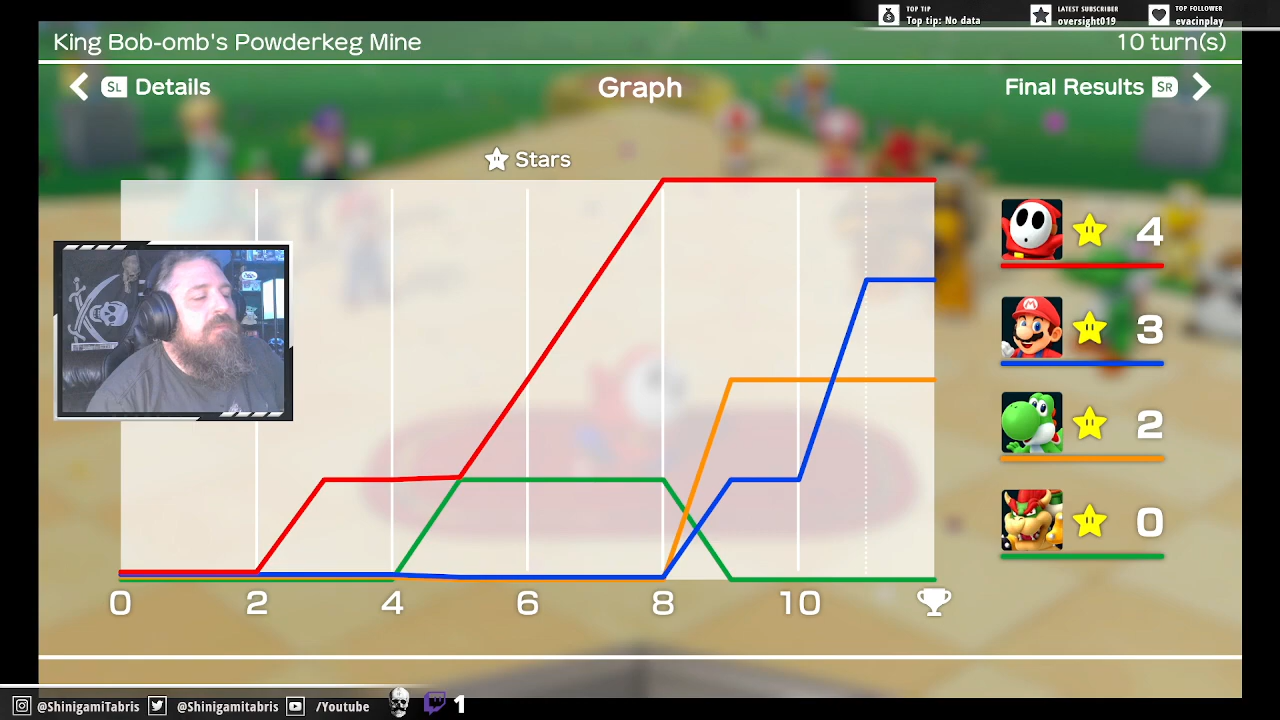 TOP TIP
Top tip: No data
LATEST SUBSCRIBER
oversight019
TOP FOLLOWER
evacinplay
King Bob-omb's Powderkeg Mine
10 turn(s)
SL Details
Graph
Final Results SR
Stars
4
3
2
0
0 2 4 6 8 10
@ShinigamiTabris
@Shinigamitabris
/Youtube
1